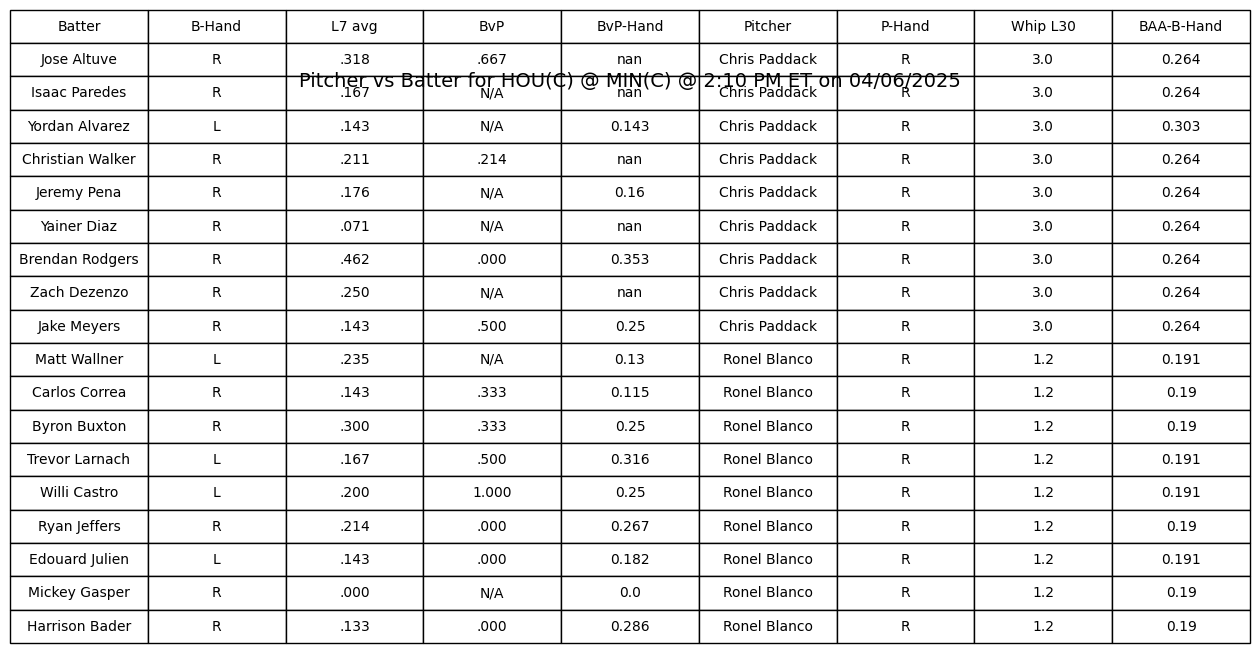 Batter B-Hand L7 avg BvP BvP-Hand Pitcher P-Hand Whip L30 BAA-B-Hand
Jose Altuve R .318 .667 nan Chris Paddack R 3.0 0.264
Pitcher vs Batter for HOU(C) @ MIN(C) @ 2:10 PM ET on 04/06/2025
Isaac Paredes R .167 N/A nan Chris Paddack R 3.0 0.264
Yordan Alvarez L .143 N/A 0.143 Chris Paddack R 3.0 0.303
Christian Walker R .211 .214 nan Chris Paddack R 3.0 0.264
Jeremy Pena R .176 N/A 0.16 Chris Paddack R 3.0 0.264
Yainer Diaz R .071 N/A nan Chris Paddack R 3.0 0.264
Brendan Rodgers R .462 .000 0.353 Chris Paddack R 3.0 0.264
Zach Dezenzo R .250 N/A nan Chris Paddack R 3.0 0.264
Jake Meyers R .143 .500 0.25 Chris Paddack R 3.0 0.264
Matt Wallner L .235 N/A 0.13 Ronel Blanco R 1.2 0.191
Carlos Correa R .143 .333 0.115 Ronel Blanco R 1.2 0.19
Byron Buxton R .300 .333 0.25 Ronel Blanco R 1.2 0.19
Trevor Larnach L .167 .500 0.316 Ronel Blanco R 1.2 0.191
Willi Castro L .200 1.000 0.25 Ronel Blanco R 1.2 0.191
Ryan Jeffers R .214 .000 0.267 Ronel Blanco R 1.2 0.19
Edouard Julien L .143 .000 0.182 Ronel Blanco R 1.2 0.191
Mickey Gasper R .000 N/A 0.0 Ronel Blanco R 1.2 0.19
Harrison Bader R .133 .000 0.286 Ronel Blanco R 1.2 0.19